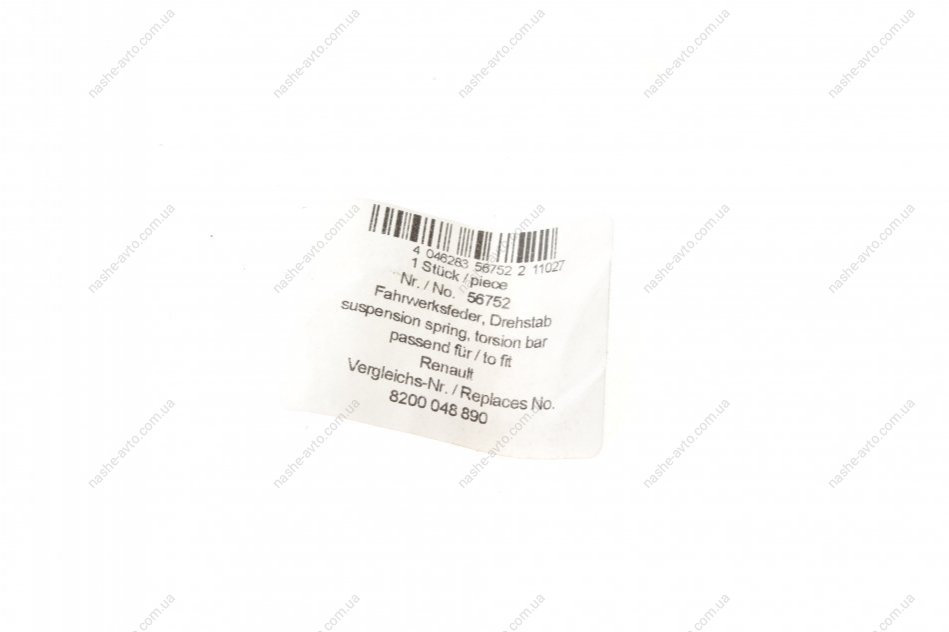 4 046283 56752 2 11027
1 Stück / piece
Nr. / No. 56752
Fahrwerksfeder, Drehstab
suspension spring, torsion bar
passend für / to fit
Renault
Vergleichs-Nr. / Replaces No.
8200 048 890
nashe-avto.com.ua